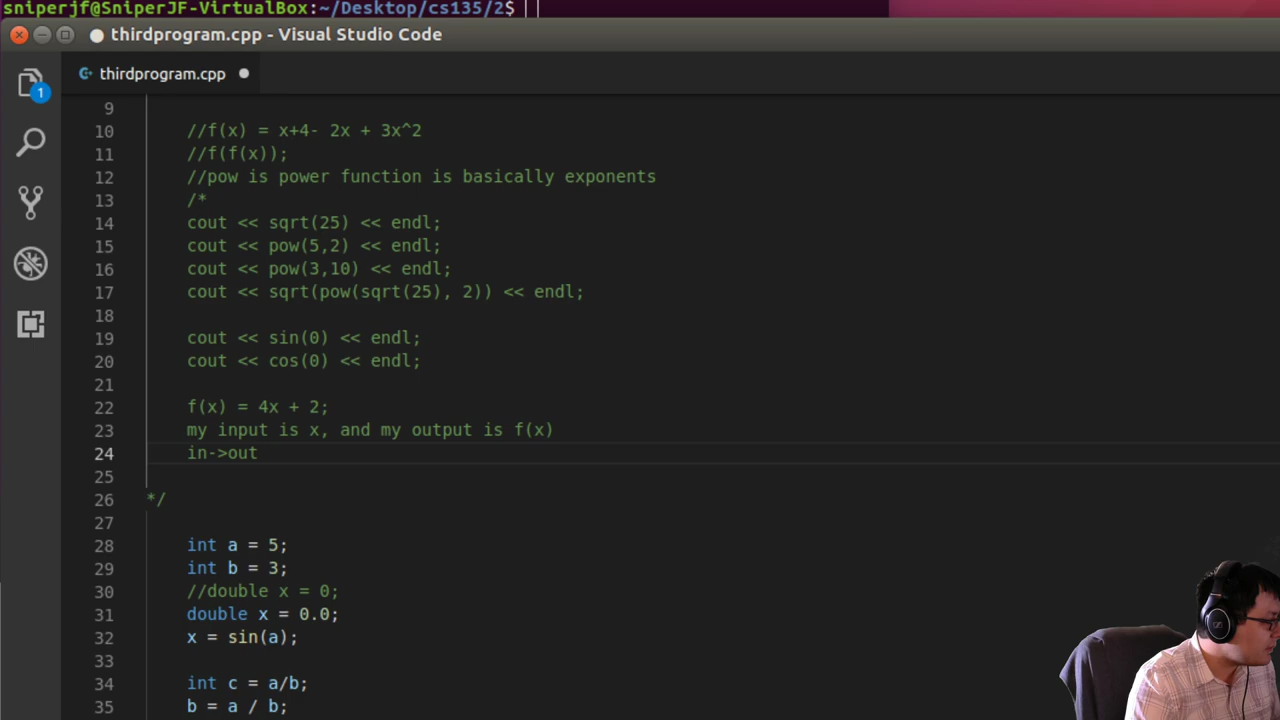 sniperjf@SniperJF-VirtualBox:~/Desktop/cs135/2$
thirdprogram.cpp - Visual Studio Code
thirdprogram.cpp
1
9
10 //f(x) = x+4- 2x + 3x^2
11 //f(f(x));
12 //pow is power function is basically exponents
13 /*
14 cout << sqrt(25) << endl;
15 cout << pow(5,2) << endl;
16 cout << pow(3,10) << endl;
17 cout << sqrt(pow(sqrt(25), 2)) << endl;
18
19 cout << sin(0) << endl;
20 cout << cos(0) << endl;
21
22 f(x) = 4x + 2;
23 my input is x, and my output is f(x)
24 in->out
25
26 */
27
28 int a = 5;
29 int b = 3;
30 //double x = 0;
31 double x = 0.0;
32 x = sin(a);
33
34 int c = a/b;
35 b = a / b;